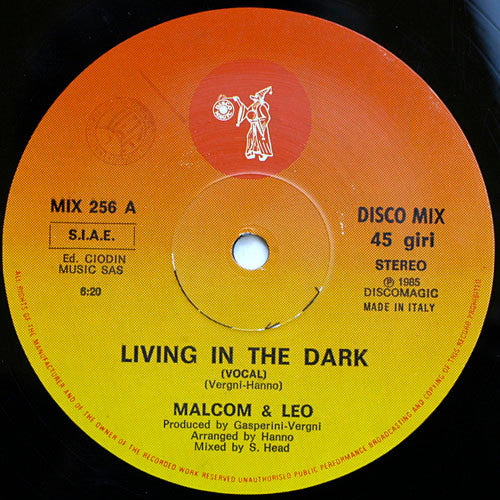 MIX 256 A
S.I.A.E.
Ed. CIODIN
MUSIC SAS
6:20
DISCO MIX
45 giri
STEREO
℗ 1985
DISCOMAGIC
MADE IN ITALY
LIVING IN THE DARK
(VOCAL)
(Vergni-Hanno)
MALCOM & LEO
Produced by Gasperini-Vergni
Arranged by Hanno
Mixed by S. Head
ALL RIGHTS OF THE MANUFACTURER AND OF THE OWNER OF THE RECORDED WORK RESERVED UNAUTHORISED PUBLIC PERFORMANCE BROADCASTING AND COPYING OF THIS RECORD PROHIBITED